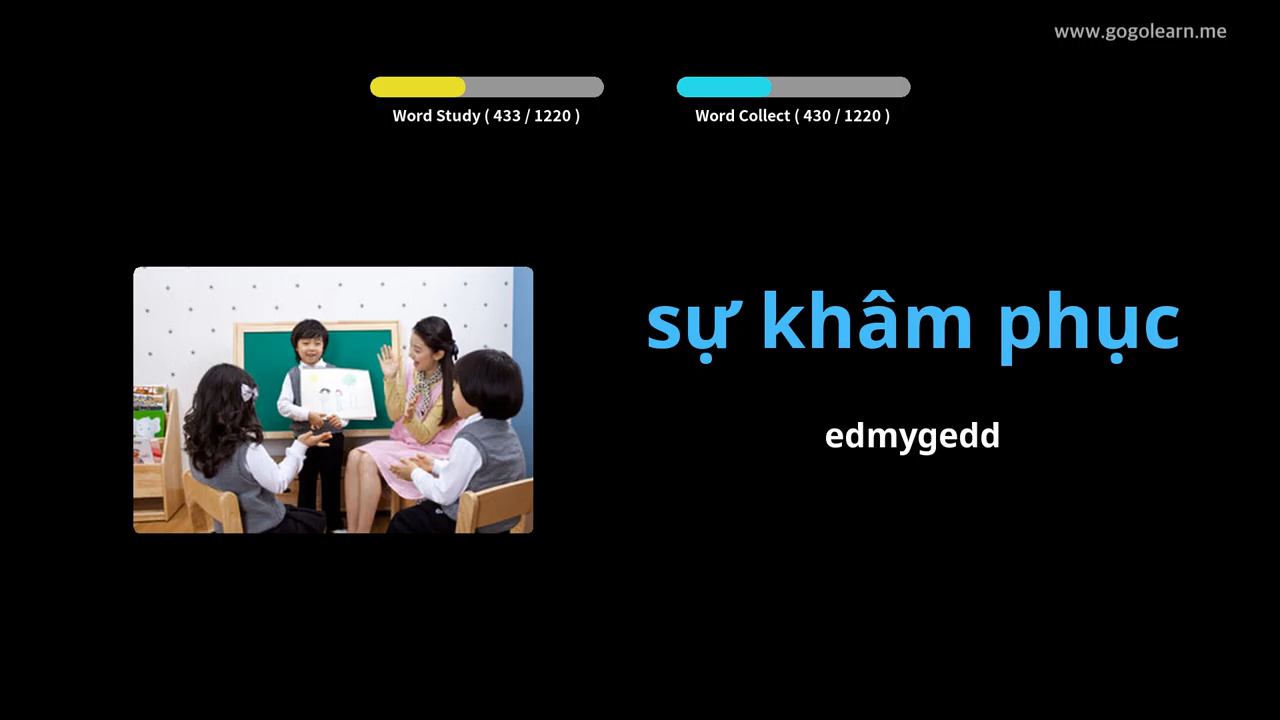 www.gogolearn.me
Word Study ( 433 / 1220 )
Word Collect ( 430 / 1220 )
sự khâm phục
edmygedd